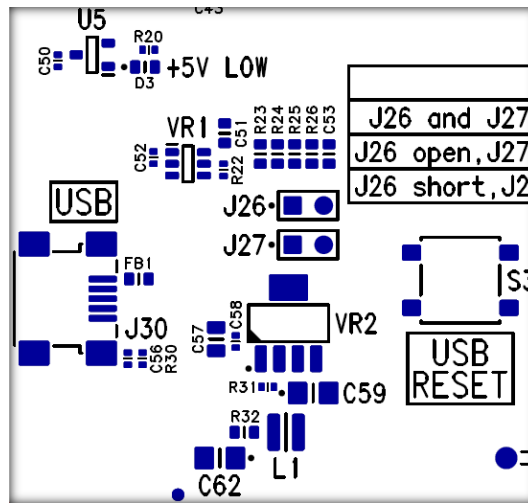 C43
U5
R20
C50
D3
+5V LOW
VR1
C51
R23
R24
R25
R26
C53
C52
R22
J26 and J27
J26 open,J27
J26 short,J2
USB
J26
J27
FB1
S3
J30
C57
C58
VR2
C56
R30
R31
C59
USB
RESET
R32
L1
C62